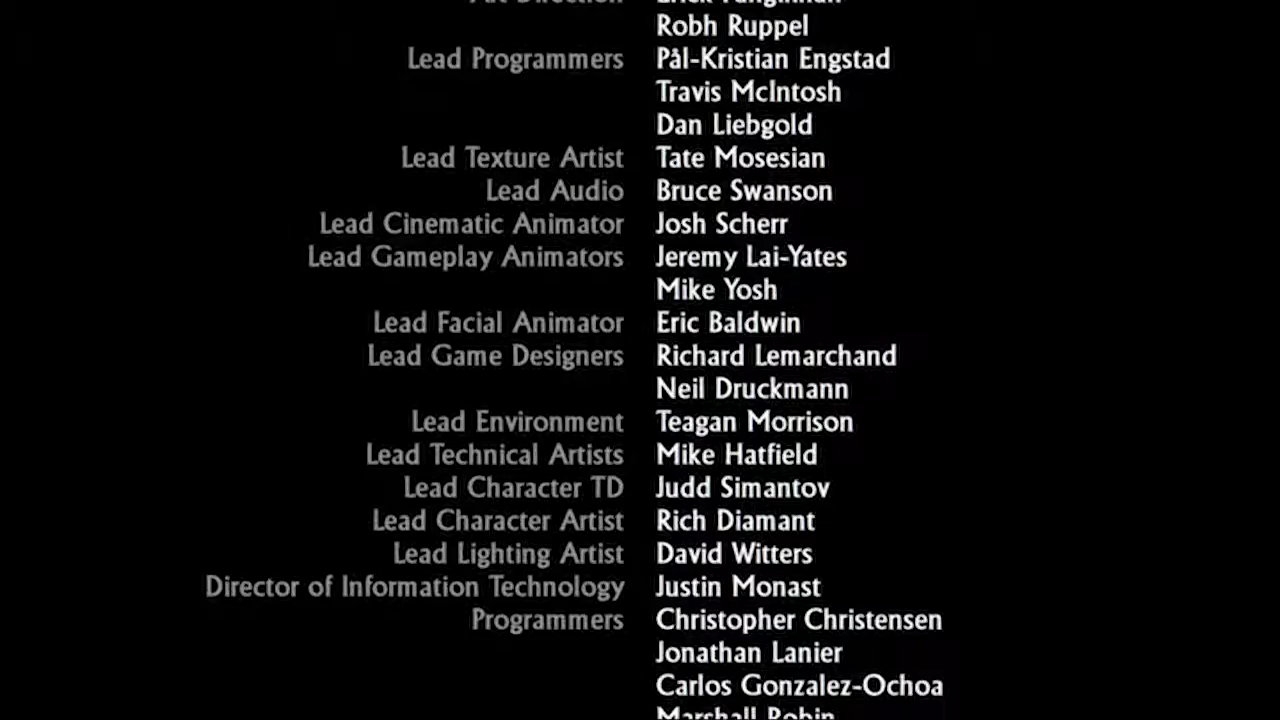 Art Direction
Robh Ruppel
Lead Programmers Pål-Kristian Engstad
Travis McIntosh
Dan Liebgold
Lead Texture Artist Tate Mosesian
Lead Audio Bruce Swanson
Lead Cinematic Animator Josh Scherr
Lead Gameplay Animators Jeremy Lai-Yates
Mike Yosh
Lead Facial Animator Eric Baldwin
Lead Game Designers Richard Lemarchand
Neil Druckmann
Lead Environment Teagan Morrison
Lead Technical Artists Mike Hatfield
Lead Character TD Judd Simantov
Lead Character Artist Rich Diamant
Lead Lighting Artist David Witters
Director of Information Technology Justin Monast
Programmers Christopher Christensen
Jonathan Lanier
Carlos Gonzalez-Ochoa
Marshall Robin